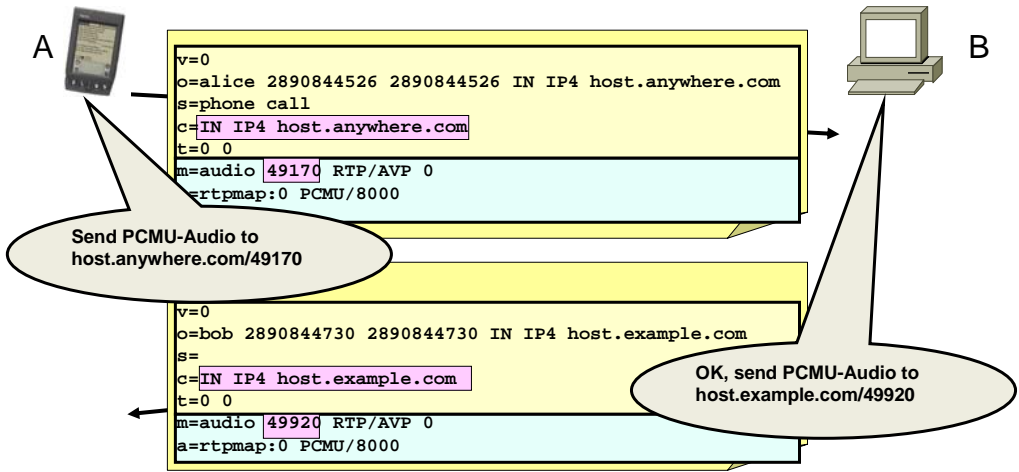 A
B
v=0
o=alice 2890844526 2890844526 IN IP4 host.anywhere.com
s=phone call
c=IN IP4 host.anywhere.com
t=0 0
m=audio 49170 RTP/AVP 0
=rtpmap:0 PCMU/8000
Send PCMU-Audio to
host.anywhere.com/49170
v=0
o=bob 2890844730 2890844730 IN IP4 host.example.com
s=
c=IN IP4 host.example.com
t=0 0
m=audio 49920 RTP/AVP 0
a=rtpmap:0 PCMU/8000
OK, send PCMU-Audio to
host.example.com/49920